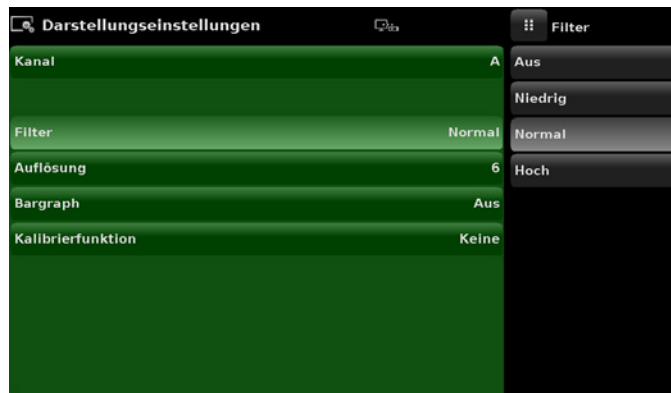 Darstellungseinstellungen
Kanal A
Filter Normal
Auflösung 6
Bargraph Aus
Kalibrierfunktion Keine
Filter
Aus
Niedrig
Normal
Hoch